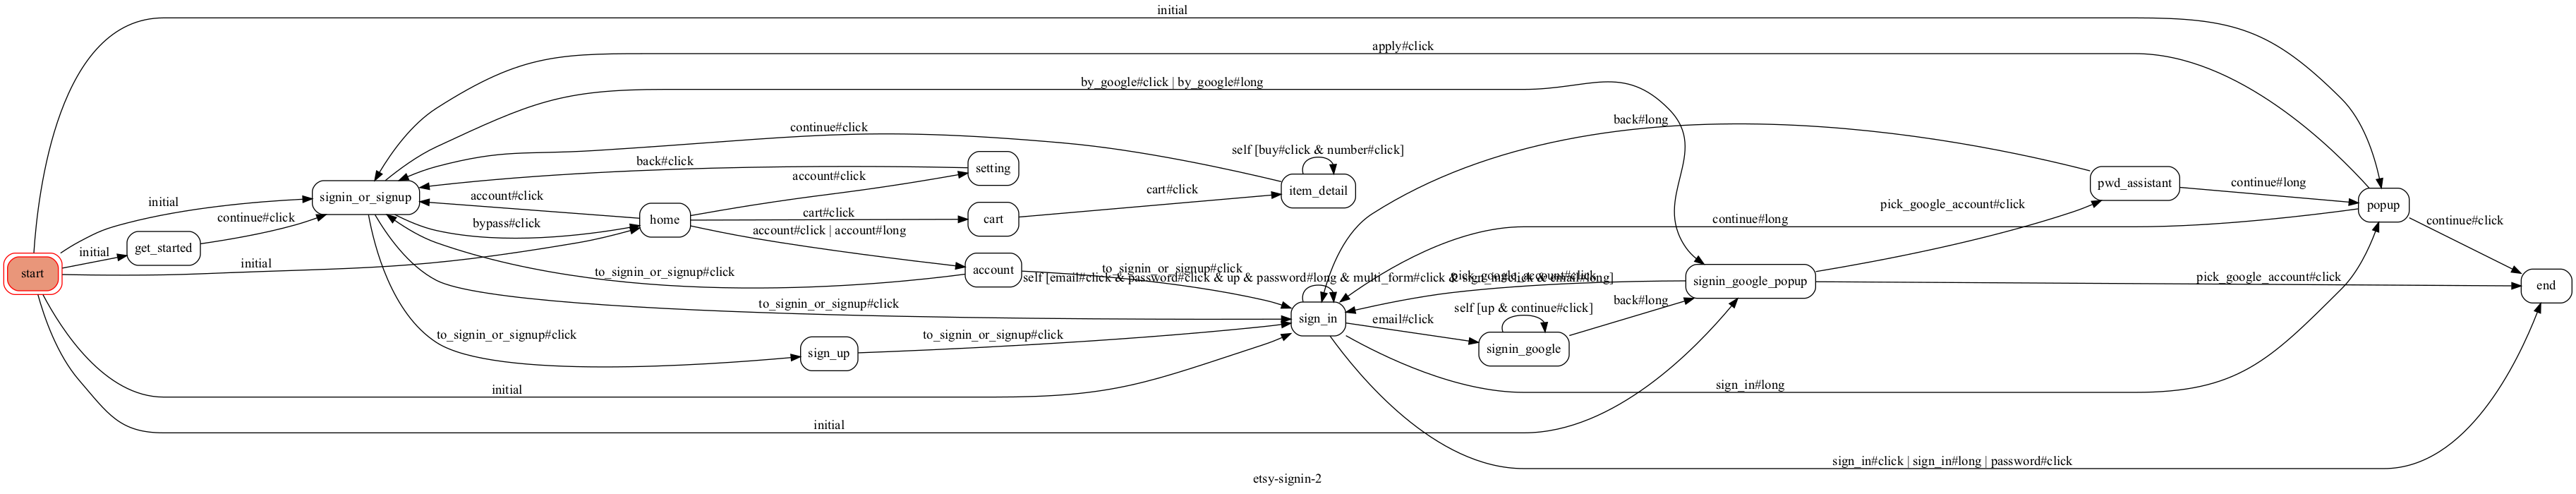 initial
apply#click
by_google#click | by_google#long
back#long
continue#click
self [buy#click & number#click]
back#click
setting
account#click
item_detail
pwd_assistant
continue#long
cart#click
initial
signin_or_signup
account#click
pick_google_account#click
popup
continue#click
home
cart#click
cart
continue#long
continue#click
bypass#click
account#click | account#long
get_started
initial
initial
start
to_signin_or_signup#click
account
to_signin_or_signup#click
self [email#click & password#click & up & password#long & multi_form#click & sign_in#click & email#long]
pick_google_account#click
signin_google_popup
pick_google_account#click
end
to_signin_or_signup#click
back#long
self [up & continue#click]
sign_in
email#click
to_signin_or_signup#click
to_signin_or_signup#click
sign_up
signin_google
initial
sign_in#long
initial
sign_in#click | sign_in#long | password#click
etsy-signin-2